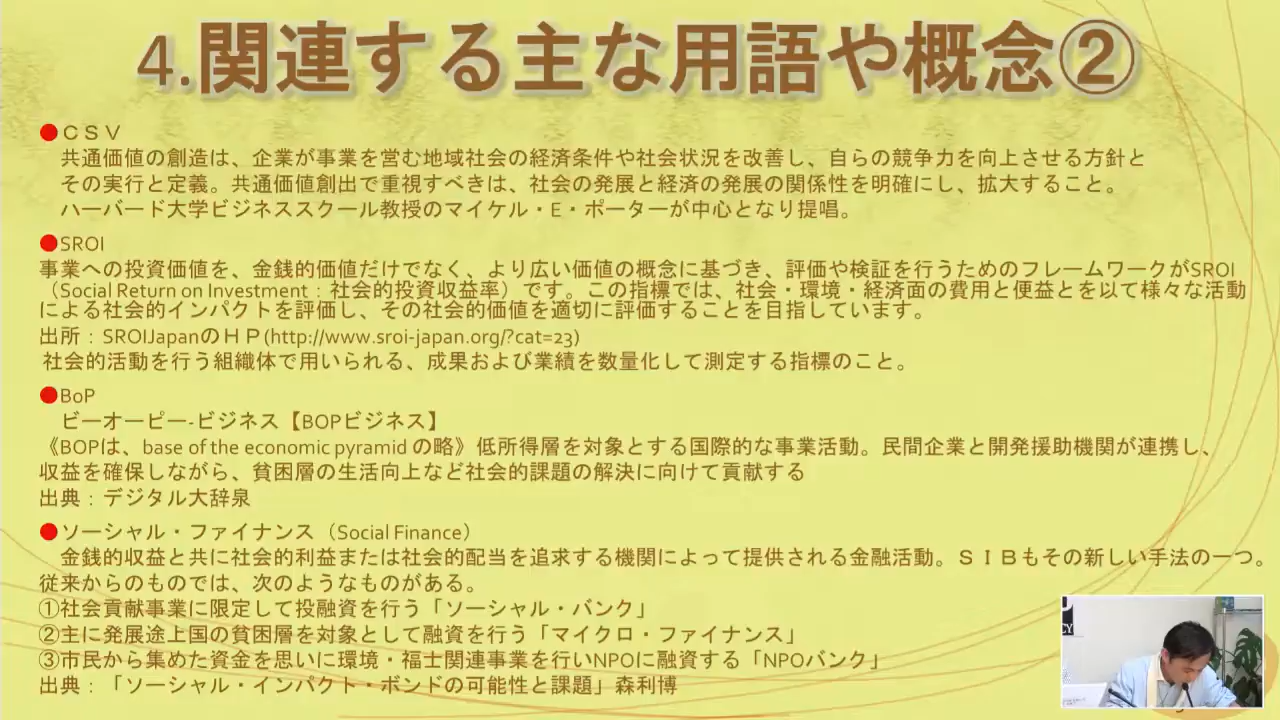 4.関連する主な用語や概念②
●ＣＳＶ
共通価値の創造は、企業が事業を営む地域社会の経済条件や社会状況を改善し、自らの競争力を向上させる方針と
その実行と定義。共通価値創出で重視すべきは、社会の発展と経済の発展の関係性を明確にし、拡大すること。
ハーバード大学ビジネススクール教授のマイケル・E・ポーターが中心となり提唱。
●SROI
事業への投資価値を、金銭的価値だけでなく、より広い価値の概念に基づき、評価や検証を行うためのフレームワークがSROI
（Social Return on Investment：社会的投資収益率）です。この指標では、社会・環境・経済面の費用と便益とを以て様々な活動
による社会的インパクトを評価し、その社会的価値を適切に評価することを目指しています。
出所：SROIJapanのＨＰ(http://www.sroi-japan.org/?cat=23)
社会的活動を行う組織体で用いられる、成果および業績を数量化して測定する指標のこと。
●BoP
ビーオーピー-ビジネス【BOPビジネス】
《BOPは、base of the economic pyramid の略》低所得層を対象とする国際的な事業活動。民間企業と開発援助機関が連携し、
収益を確保しながら、貧困層の生活向上など社会的課題の解決に向けて貢献する
出典：デジタル大辞泉
●ソーシャル・ファイナンス（Social Finance）
金銭的収益と共に社会的利益または社会的配当を追求する機関によって提供される金融活動。ＳＩＢもその新しい手法の一つ。
従来からのものでは、次のようなものがある。
①社会貢献事業に限定して投融資を行う「ソーシャル・バンク」
②主に発展途上国の貧困層を対象として融資を行う「マイクロ・ファイナンス」
③市民から集めた資金を思いに環境・福士関連事業を行いNPOに融資する「NPOバンク」
出典：「ソーシャル・インパクト・ボンドの可能性と課題」森利博